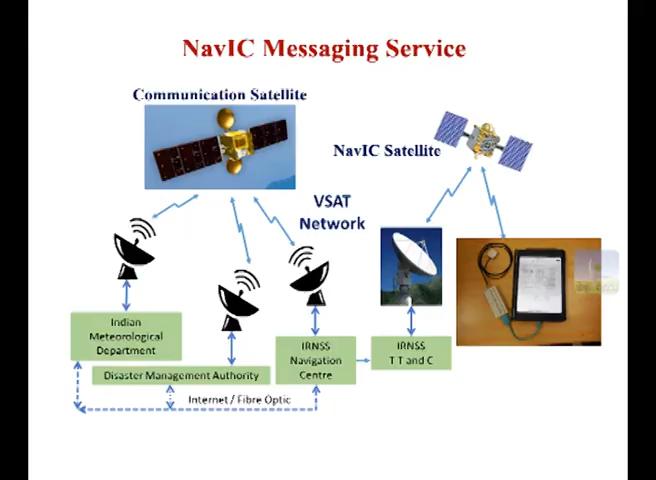 NavIC Messaging Service
Communication Satellite
NavIC Satellite
VSAT
Network
Indian
Meteorological
Department
Disaster Management Authority
IRNSS
Navigation
Centre
IRNSS
T T and C
Internet / Fibre Optic